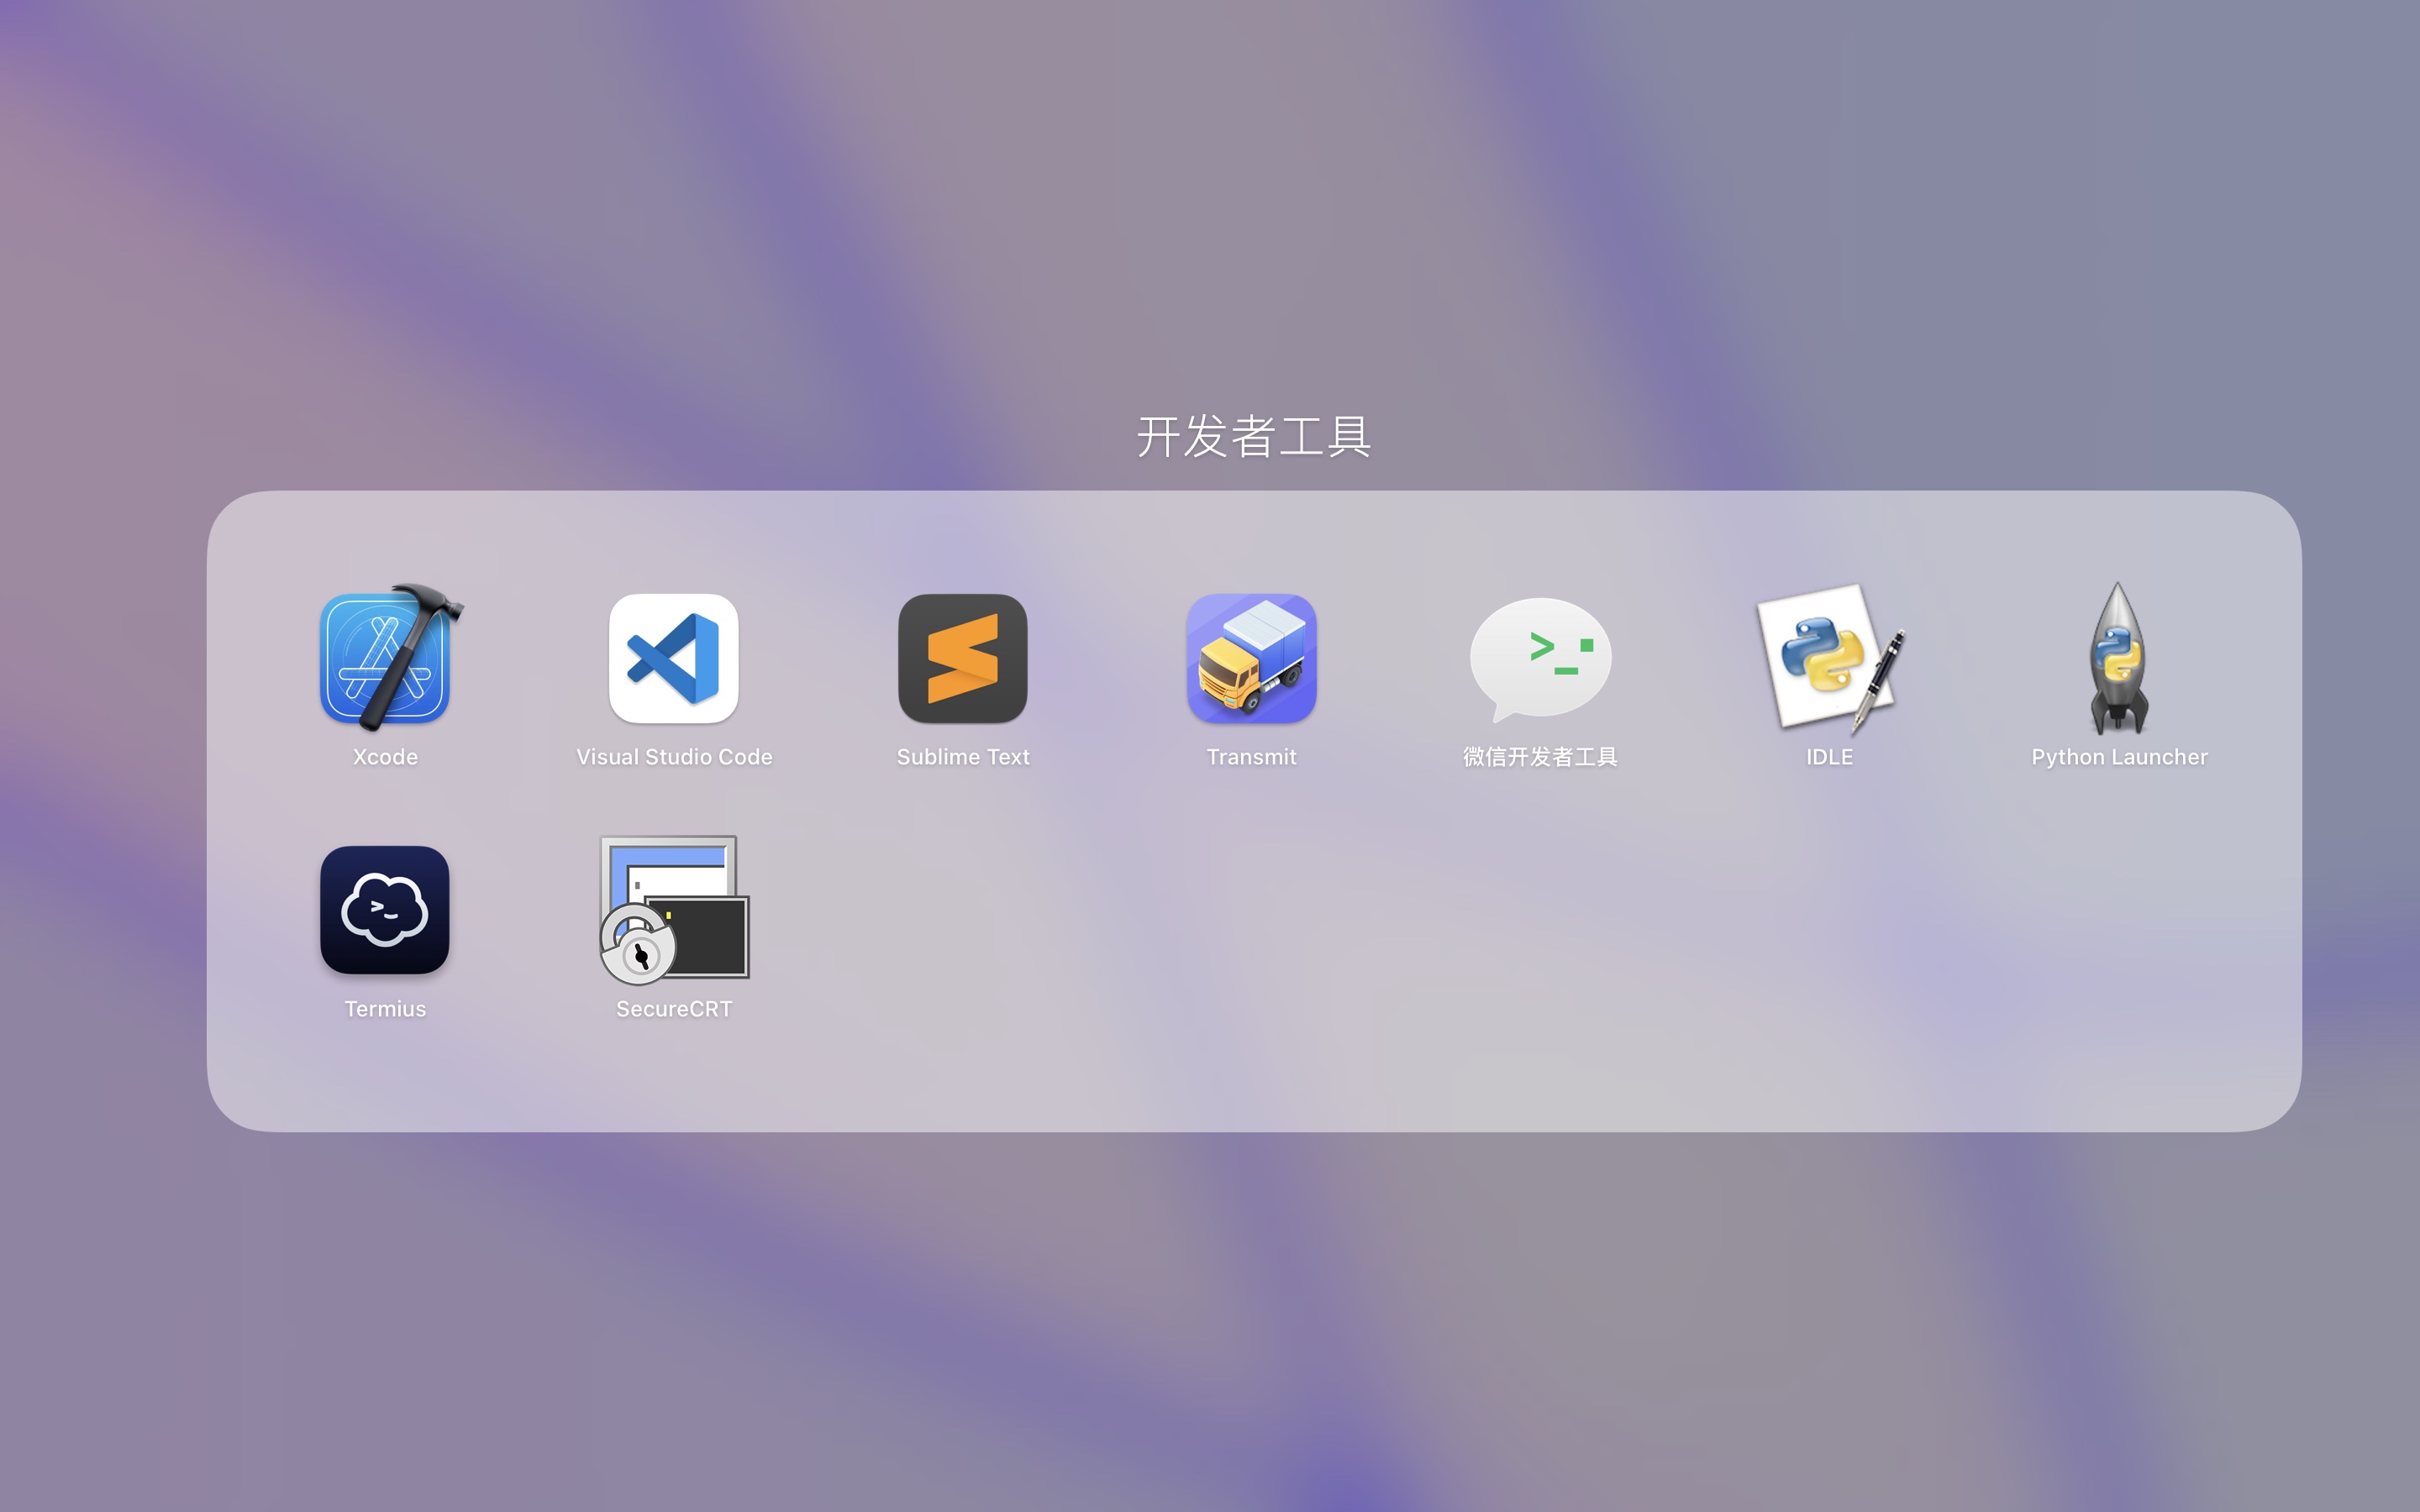 开发者工具
Xcode
Visual Studio Code
Sublime Text
Transmit
微信开发者工具
IDLE
Python Launcher
Termius
SecureCRT